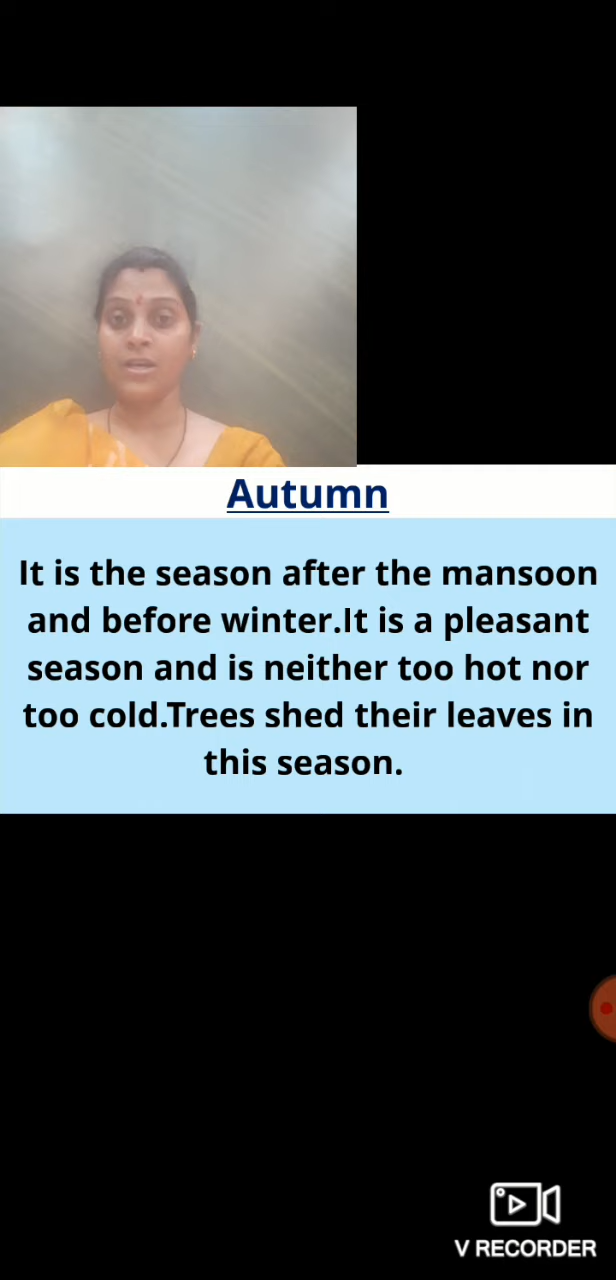 Autumn
It is the season after the mansoon
and before winter.It is a pleasant
season and is neither too hot nor
too cold.Trees shed their leaves in
this season.
V RECORDER